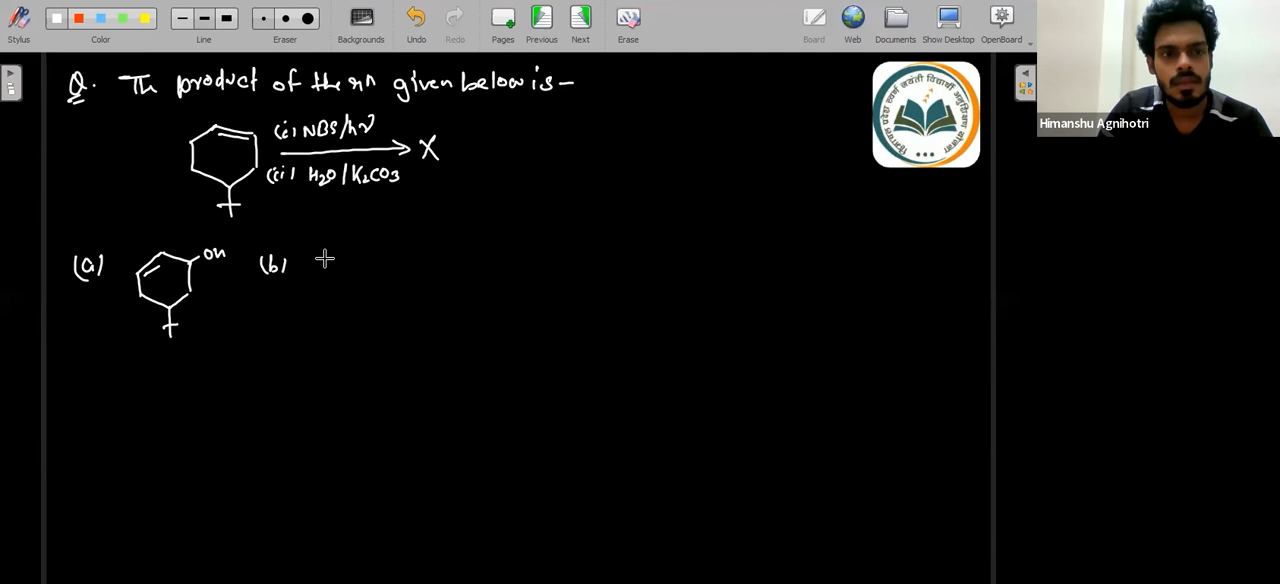 Stylus Color Line Eraser Backgrounds Undo Redo Pages Previous Next Erase Board Web Documents Show Desktop OpenBoard
Himanshu Agnihotri
Q. Th product of the rxn given below is -
(i) NBS/hν
X
(ii) H2O/K2CO3
(a) OH (b)